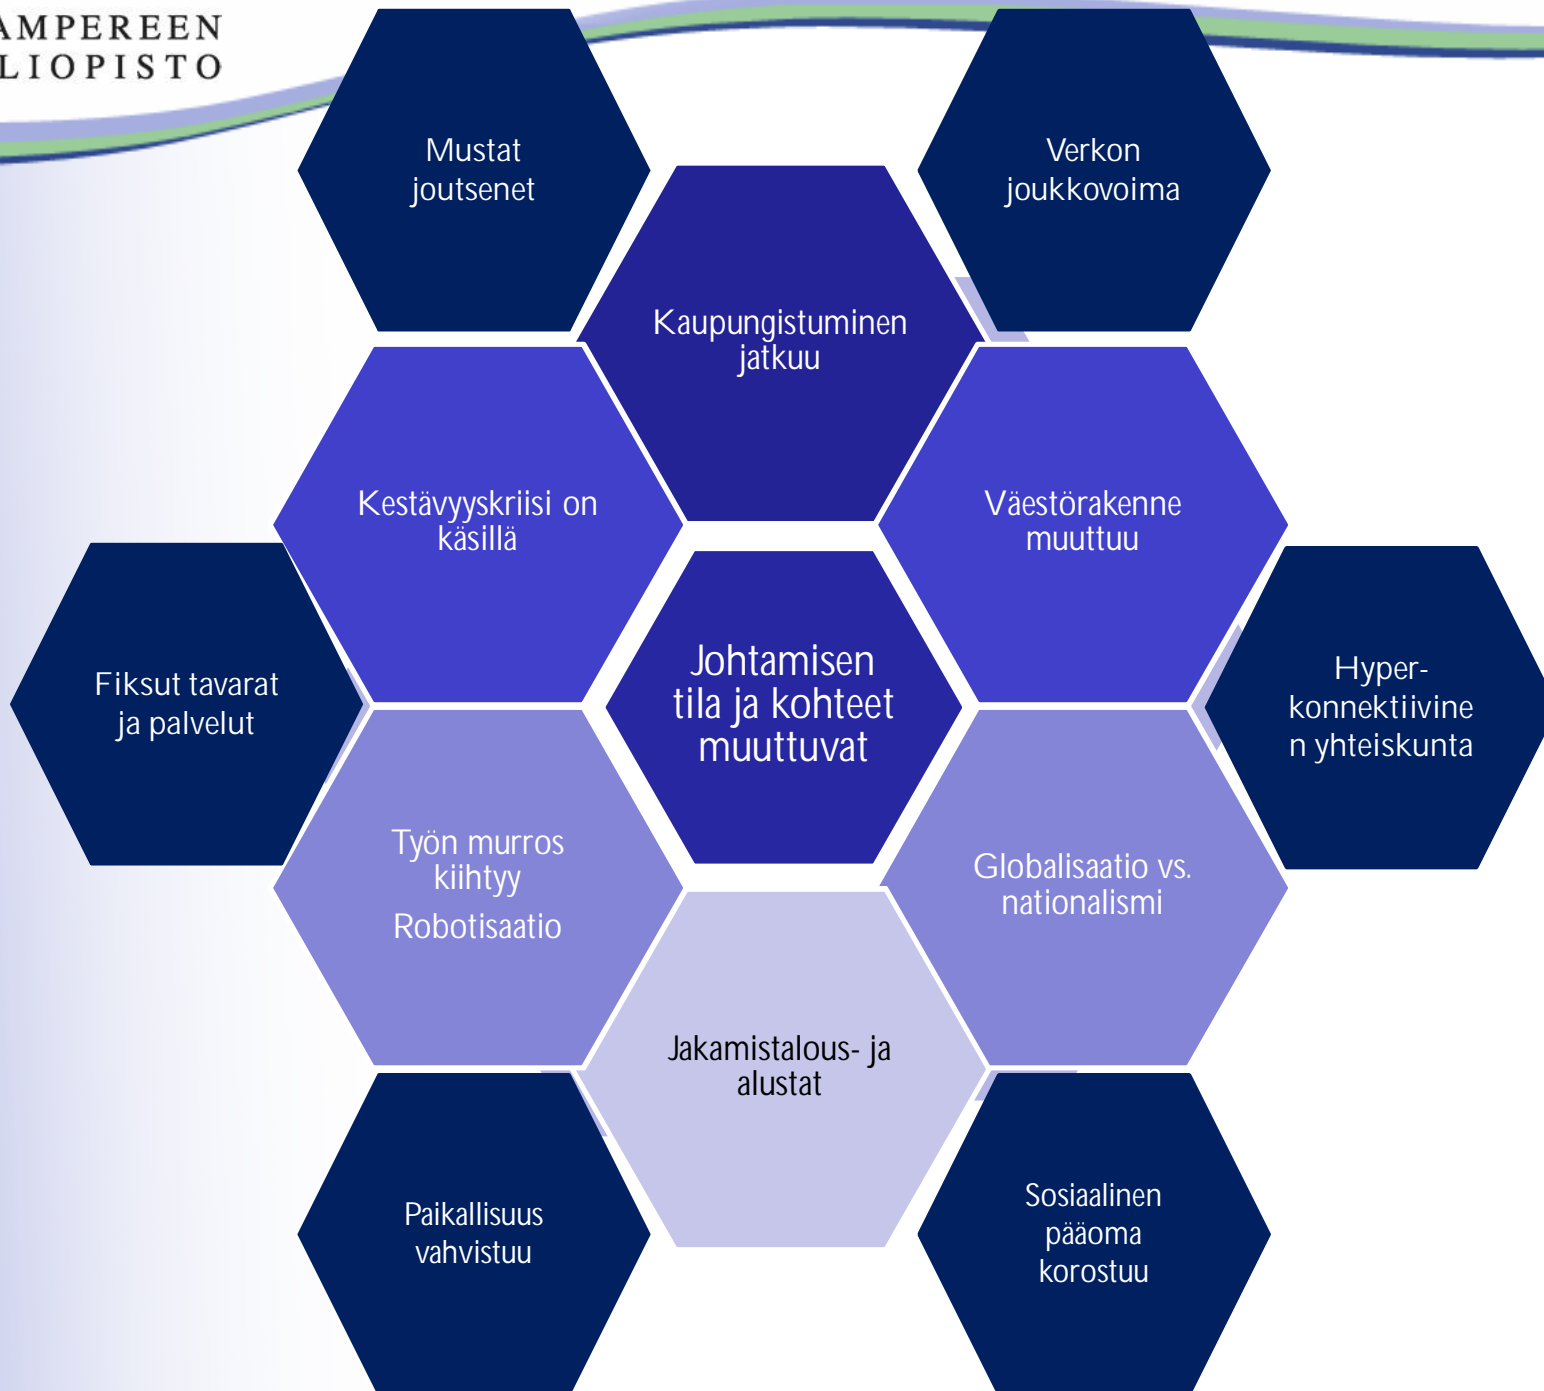 AMPEREEN
LIOPISTO
Mustat
joutsenet
Verkon
joukkovoima
Kaupungistuminen
jatkuu
Kestävyyskriisi on
käsillä
Väestörakenne
muuttuu
Fiksut tavarat
ja palvelut
Johtamisen
tila ja kohteet
muuttuvat
Hyper-
konnektiivine
n yhteiskunta
Työn murros
kiihtyy
Robotisaatio
Globalisaatio vs.
nationalismi
Jakamistalous- ja
alustat
Paikallisuus
vahvistuu
Sosiaalinen
pääoma
korostuu